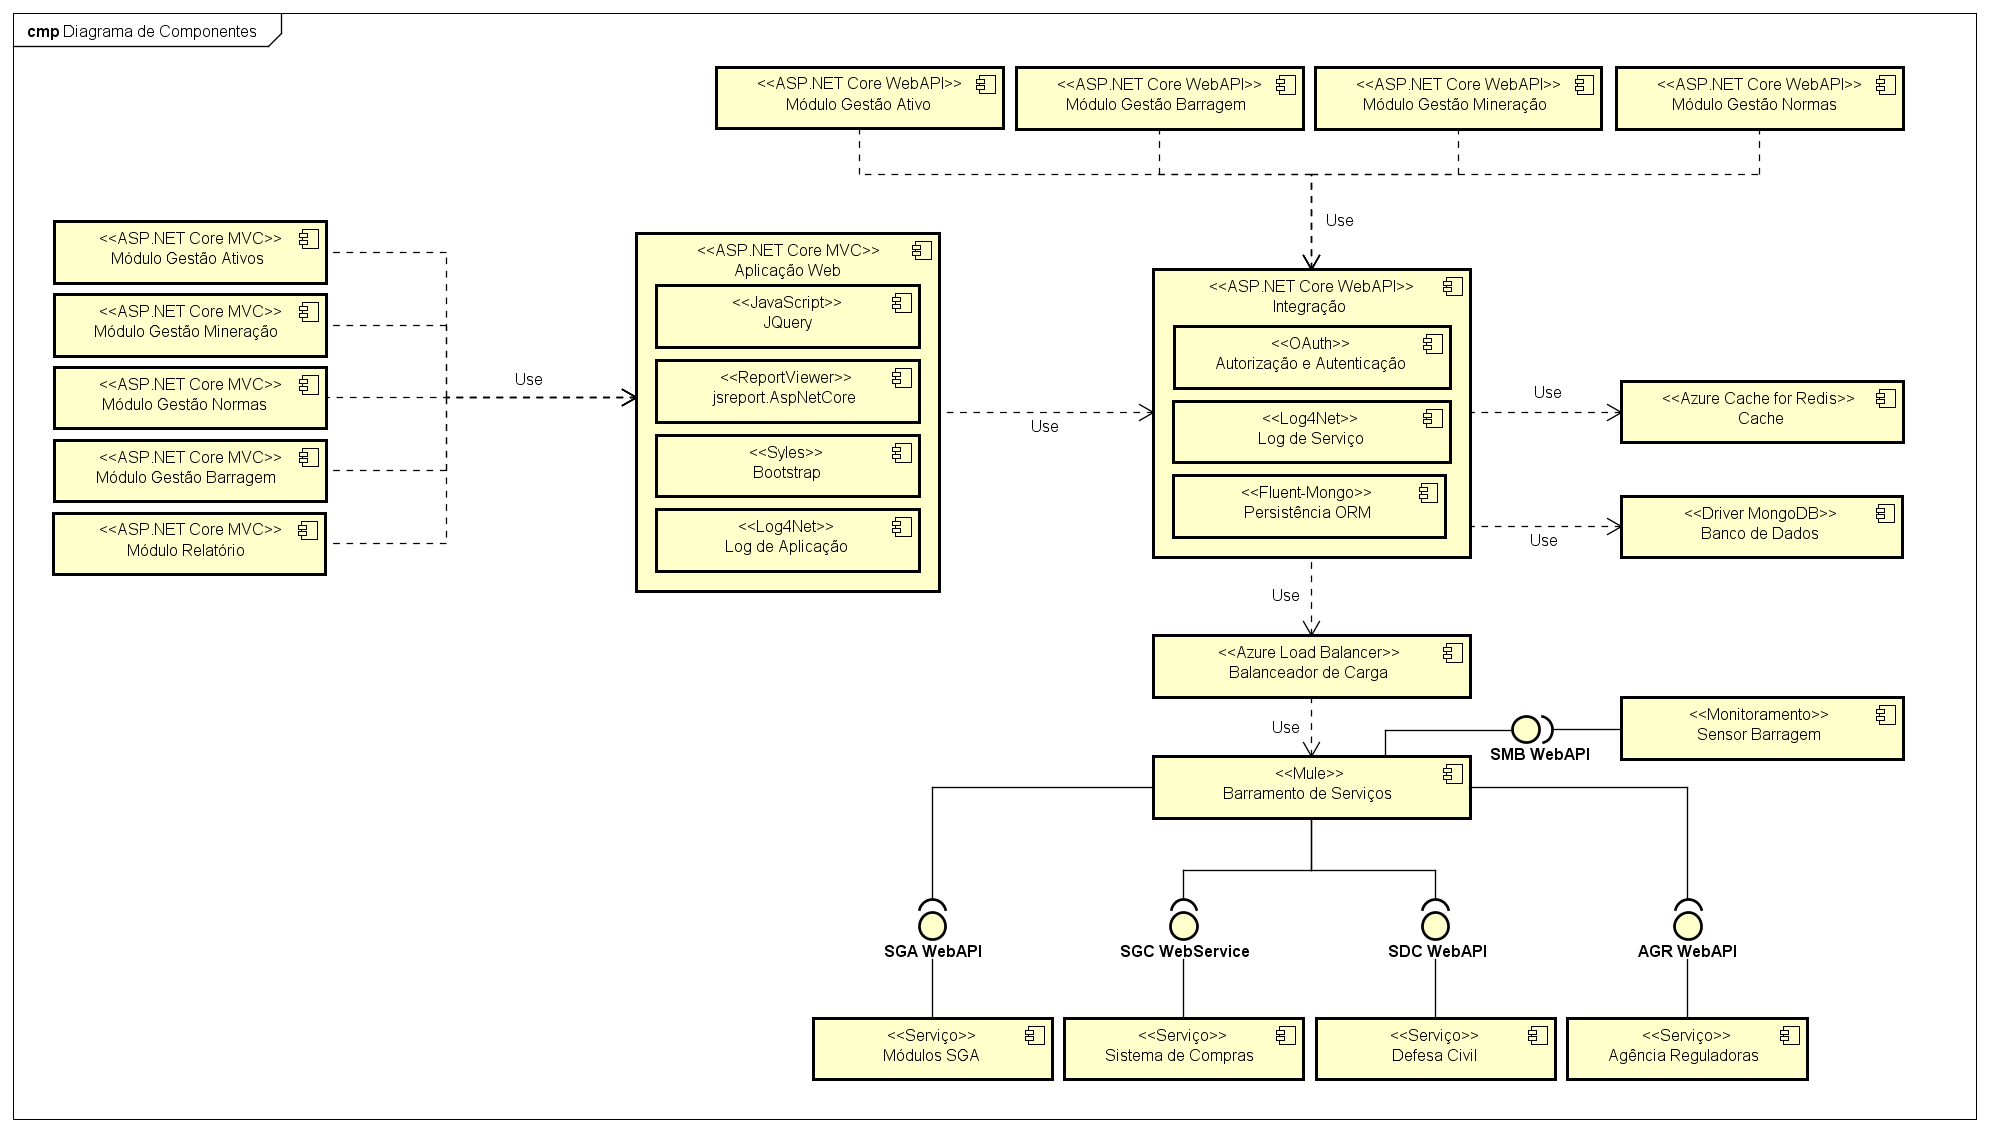 cmp Diagrama de Componentes
<<ASP.NET Core WebAPI>>
Módulo Gestão Ativo
<<ASP.NET Core WebAPI>>
Módulo Gestão Barragem
<<ASP.NET Core WebAPI>>
Módulo Gestão Mineração
<<ASP.NET Core WebAPI>>
Módulo Gestão Normas
Use
<<ASP.NET Core MVC>>
Módulo Gestão Ativos
<<ASP.NET Core MVC>>
Módulo Gestão Mineração
<<ASP.NET Core MVC>>
Módulo Gestão Normas
<<ASP.NET Core MVC>>
Módulo Gestão Barragem
<<ASP.NET Core MVC>>
Módulo Relatório
Use
<<ASP.NET Core MVC>>
Aplicação Web
<<JavaScript>>
JQuery
<<ReportViewer>>
jsreport.AspNetCore
<<Syles>>
Bootstrap
<<Log4Net>>
Log de Aplicação
Use
<<ASP.NET Core WebAPI>>
Integração
<<OAuth>>
Autorização e Autenticação
<<Log4Net>>
Log de Serviço
<<Fluent-Mongo>>
Persistência ORM
Use
<<Azure Cache for Redis>>
Cache
Use
<<Driver MongoDB>>
Banco de Dados
Use
<<Azure Load Balancer>>
Balanceador de Carga
Use
<<Mule>>
Barramento de Serviços
SMB WebAPI
<<Monitoramento>>
Sensor Barragem
SGA WebAPI
SGC WebService
SDC WebAPI
AGR WebAPI
<<Serviço>>
Módulos SGA
<<Serviço>>
Sistema de Compras
<<Serviço>>
Defesa Civil
<<Serviço>>
Agência Reguladoras